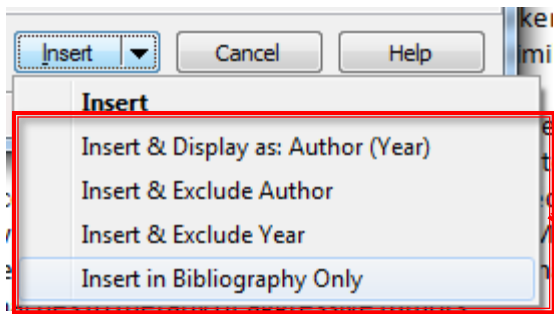 Insert
Cancel
Help
Insert
Insert & Display as: Author (Year)
Insert & Exclude Author
Insert & Exclude Year
Insert in Bibliography Only